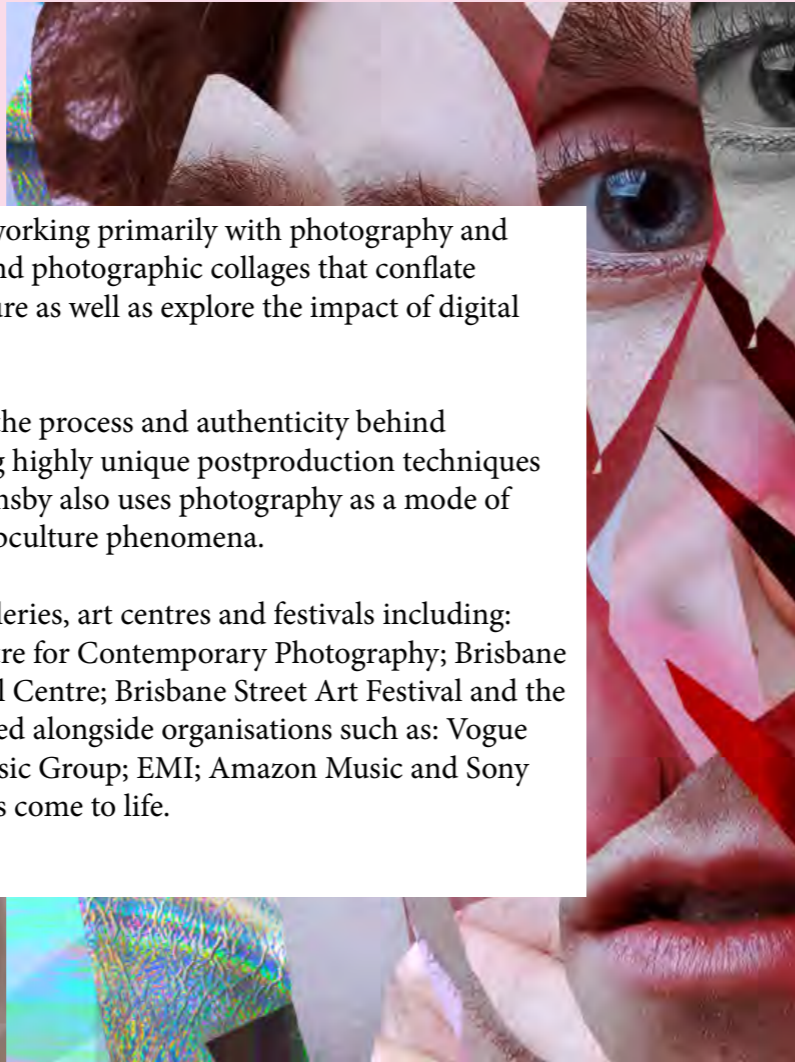 working primarily with photography and
nd photographic collages that conflate
ure as well as explore the impact of digital
the process and authenticity behind
g highly unique postproduction techniques
nsby also uses photography as a mode of
bculture phenomena.
leries, art centres and festivals including:
tre for Contemporary Photography; Brisbane
l Centre; Brisbane Street Art Festival and the
ed alongside organisations such as: Vogue
sic Group; EMI; Amazon Music and Sony
s come to life.